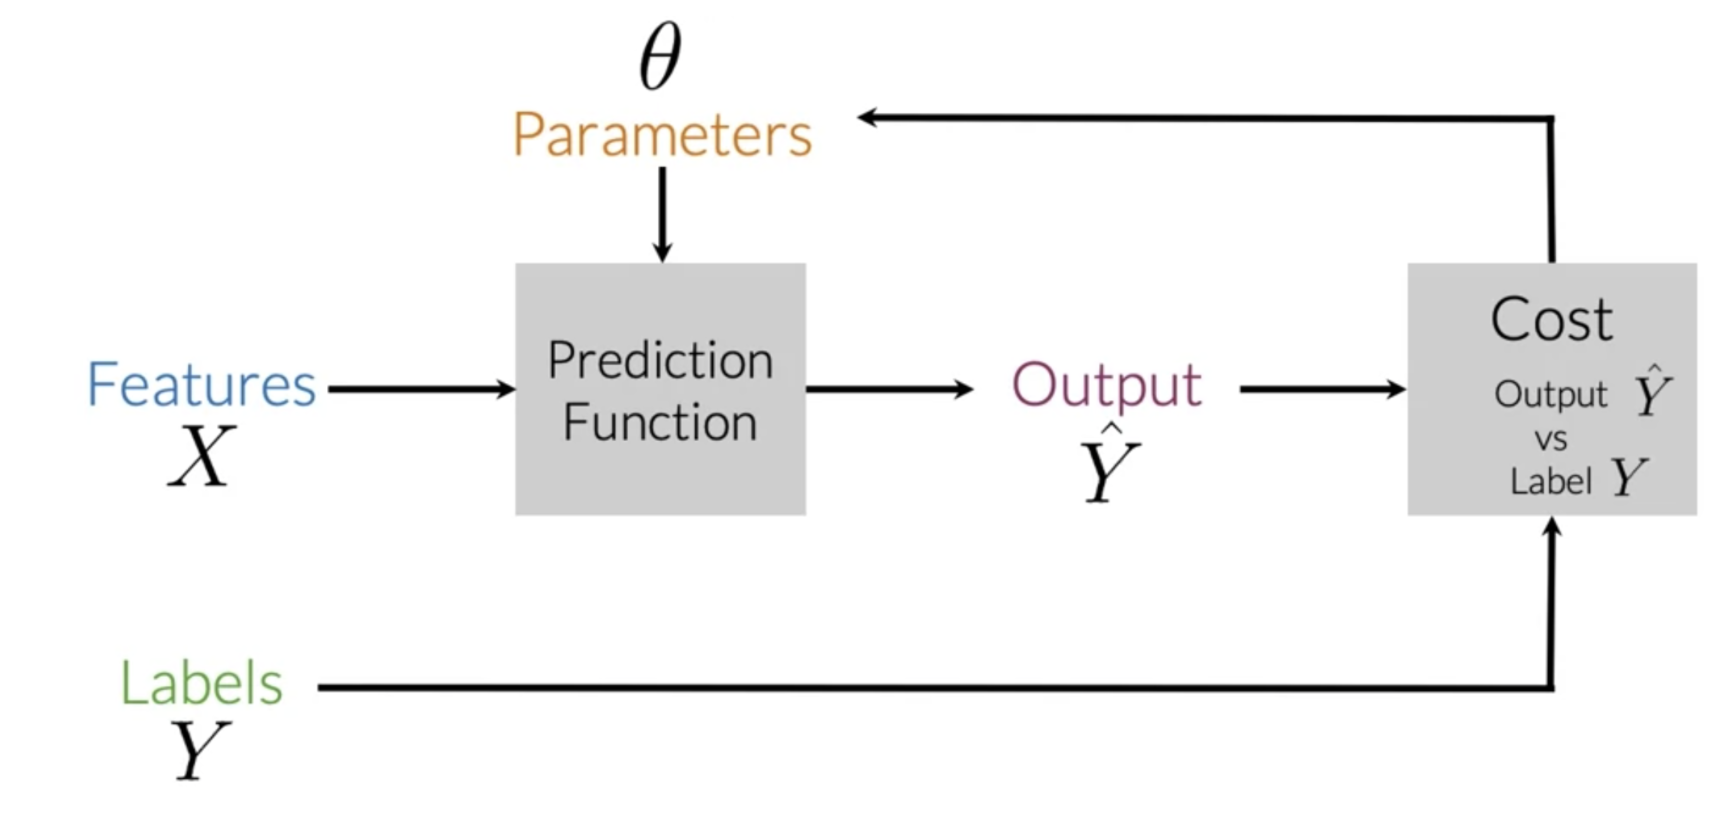 θ
Parameters
Features
X
Prediction
Function
Output
Ŷ
Cost
Output Ŷ
vs
Label Y
Labels
Y